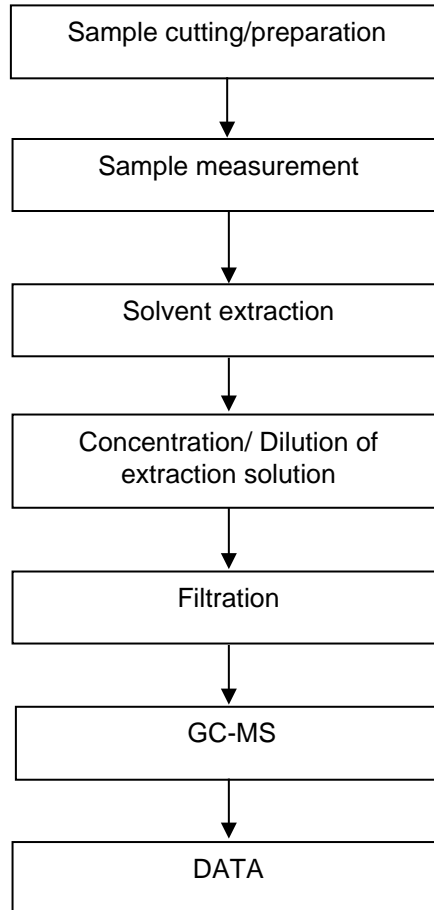 Sample cutting/preparation
Sample measurement
Solvent extraction
Concentration/ Dilution of
extraction solution
Filtration
GC-MS
DATA